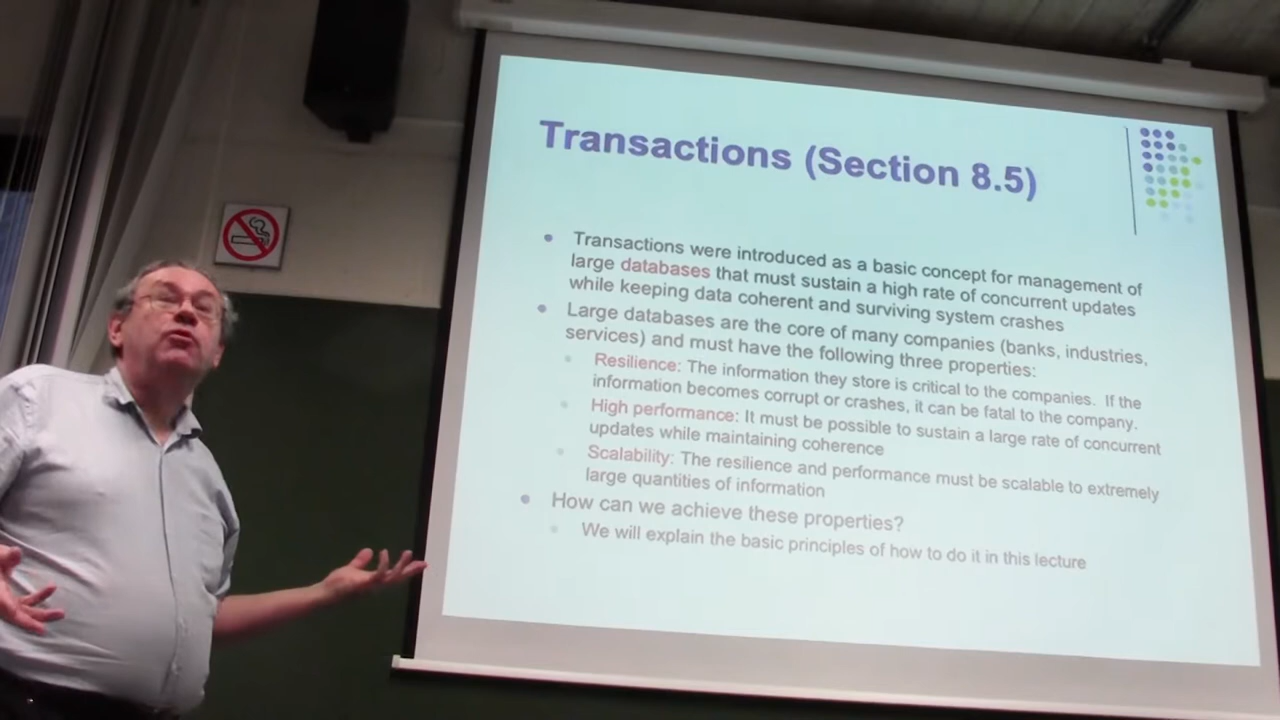 Transactions (Section 8.5)
Transactions were introduced as a basic concept for management of
large databases that must sustain a high rate of concurrent updates
while keeping data coherent and surviving system crashes
Large databases are the core of many companies (banks, industries,
services) and must have the following three properties:
Resilience: The information they store is critical to the companies. If the
information becomes corrupt or crashes, it can be fatal to the company.
High performance: It must be possible to sustain a large rate of concurrent
updates while maintaining coherence
Scalability: The resilience and performance must be scalable to extremely
large quantities of information
How can we achieve these properties?
We will explain the basic principles of how to do it in this lecture